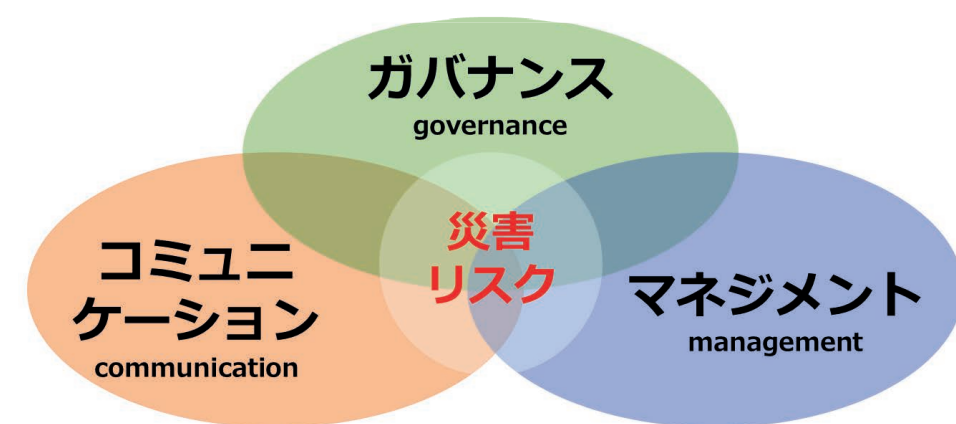 ガバナンス
governance
災害
リスク
コミュニ
ケーション
communication
マネジメント
management